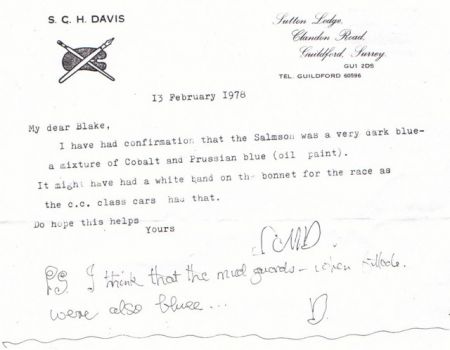 S. C. H. DAVIS
Sutton Lodge,
Clandon Road,
Guildford, Surrey.
GU1 2DS
TEL. GUILDFORD 60596
13 February 1978
My dear Blake,
I have had confirmation that the Salmson was a very dark blue-
a mixture of Cobalt and Prussian blue (oil paint).
It might have had a white band on the bonnet for the race as
the c.c. class cars had that.
Do hope this helps
Yours
SCHD.
PS. I think that the mud guards - when
were also bluee...
D.